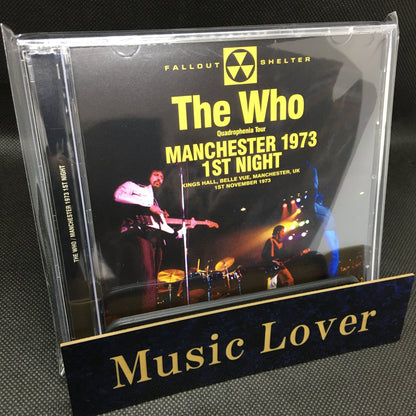 FALLOUT SHELTER
The Who
Quadrophenia Tour
MANCHESTER 1973
1ST NIGHT
KINGS HALL, BELLE VUE, MANCHESTER, UK
1ST NOVEMBER 1973
THE WHO / MANCHESTER 1973 1ST NIGHT
Music Lover